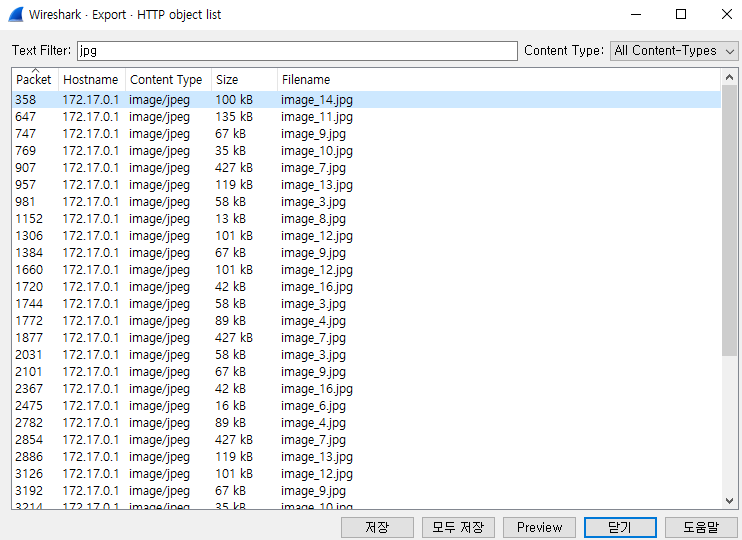 Wireshark · Export · HTTP object list
Text Filter: jpg Content Type: All Content-Types
Packet Hostname Content Type Size Filename
358 172.17.0.1 image/jpeg 100 kB image_14.jpg
647 172.17.0.1 image/jpeg 135 kB image_11.jpg
747 172.17.0.1 image/jpeg 67 kB image_9.jpg
769 172.17.0.1 image/jpeg 35 kB image_10.jpg
907 172.17.0.1 image/jpeg 427 kB image_7.jpg
957 172.17.0.1 image/jpeg 119 kB image_13.jpg
981 172.17.0.1 image/jpeg 58 kB image_3.jpg
1152 172.17.0.1 image/jpeg 13 kB image_8.jpg
1306 172.17.0.1 image/jpeg 101 kB image_12.jpg
1384 172.17.0.1 image/jpeg 67 kB image_9.jpg
1660 172.17.0.1 image/jpeg 101 kB image_12.jpg
1720 172.17.0.1 image/jpeg 42 kB image_16.jpg
1744 172.17.0.1 image/jpeg 58 kB image_3.jpg
1772 172.17.0.1 image/jpeg 89 kB image_4.jpg
1877 172.17.0.1 image/jpeg 427 kB image_7.jpg
2031 172.17.0.1 image/jpeg 58 kB image_3.jpg
2101 172.17.0.1 image/jpeg 67 kB image_9.jpg
2367 172.17.0.1 image/jpeg 42 kB image_16.jpg
2475 172.17.0.1 image/jpeg 16 kB image_6.jpg
2782 172.17.0.1 image/jpeg 89 kB image_4.jpg
2854 172.17.0.1 image/jpeg 427 kB image_7.jpg
2886 172.17.0.1 image/jpeg 119 kB image_13.jpg
3126 172.17.0.1 image/jpeg 101 kB image_12.jpg
3192 172.17.0.1 image/jpeg 67 kB image_9.jpg
3214 172.17.0.1 image/jpeg 35 kB image_10.jpg
저장 모두 저장 Preview 닫기 도움말